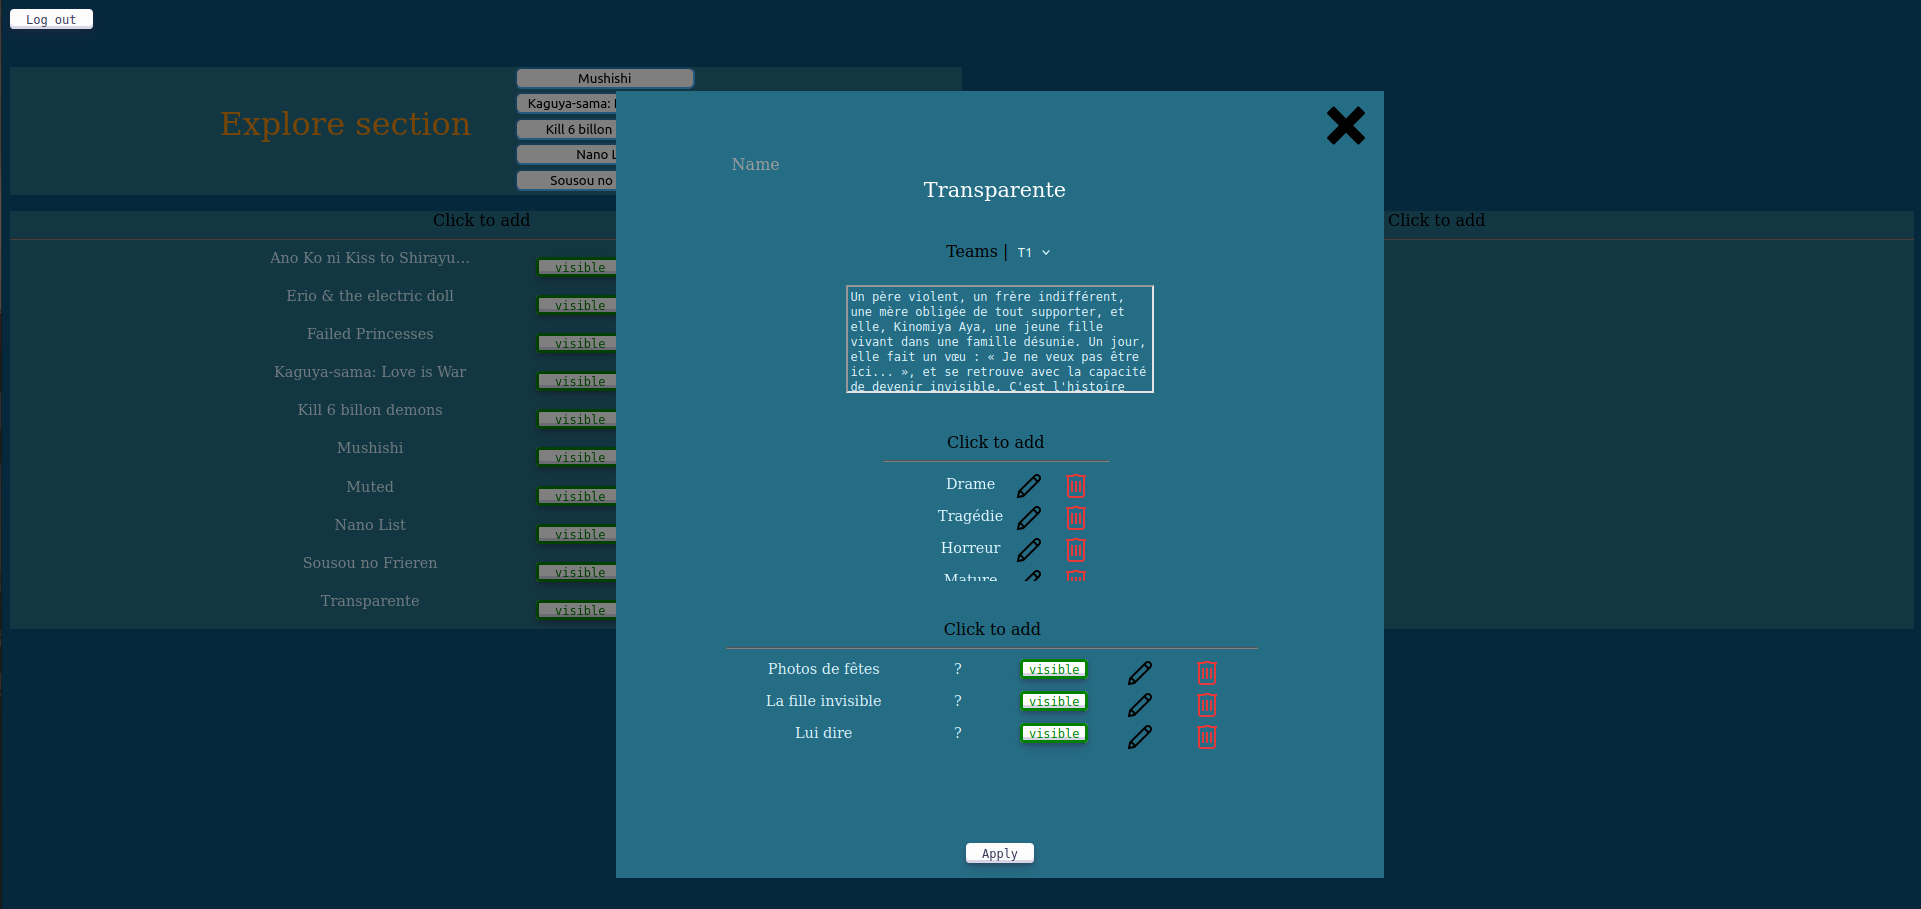 Log out
Explore section
Mushishi
Kaguya-sama:
Kill 6 billon
Nano
Sousou no
Click to add
Ano Ko ni Kiss to Shirayu...
visible
Erio & the electric doll
visible
Failed Princesses
visible
Kaguya-sama: Love is War
visible
Kill 6 billon demons
visible
Mushishi
visible
Muted
visible
Nano List
visible
Sousou no Frieren
visible
Transparente
visible
Click to add
Name
Transparente
Teams | T1
Un père violent, un frère indifférent,
une mère obligée de tout supporter, et
elle, Kinomiya Aya, une jeune fille
vivant dans une famille désunie. Un jour,
elle fait un vœu : « Je ne veux pas être
ici... », et se retrouve avec la capacité
de devenir invisible. C'est l'histoire
Click to add
Drame
Tragédie
Horreur
Mature
Click to add
Photos de fêtes ? visible
La fille invisible ? visible
Lui dire ? visible
Apply